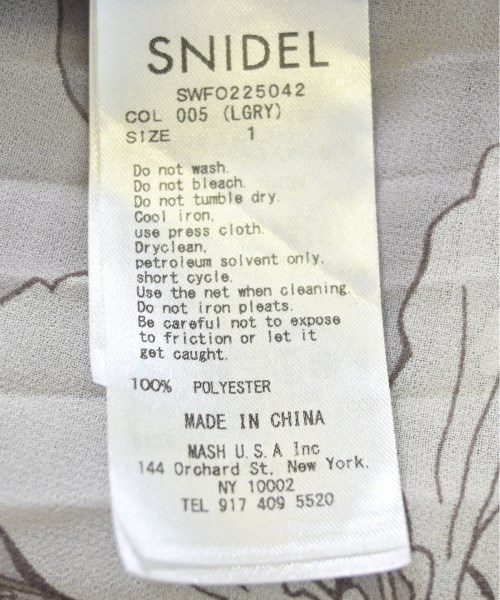 SNIDEL
SWFO225042
COL 005 (LGRY)
SIZE 1
Do not wash.
Do not bleach.
Do not tumble dry.
Cool iron,
use press cloth.
Dryclean,
petroleum solvent only,
short cycle.
Use the net when cleaning.
Do not iron pleats.
Be careful not to expose
to friction or let it
get caught.
100% POLYESTER
MADE IN CHINA
MASH U.S.A Inc
144 Orchard St. New York,
NY 10002
TEL 917 409 5520